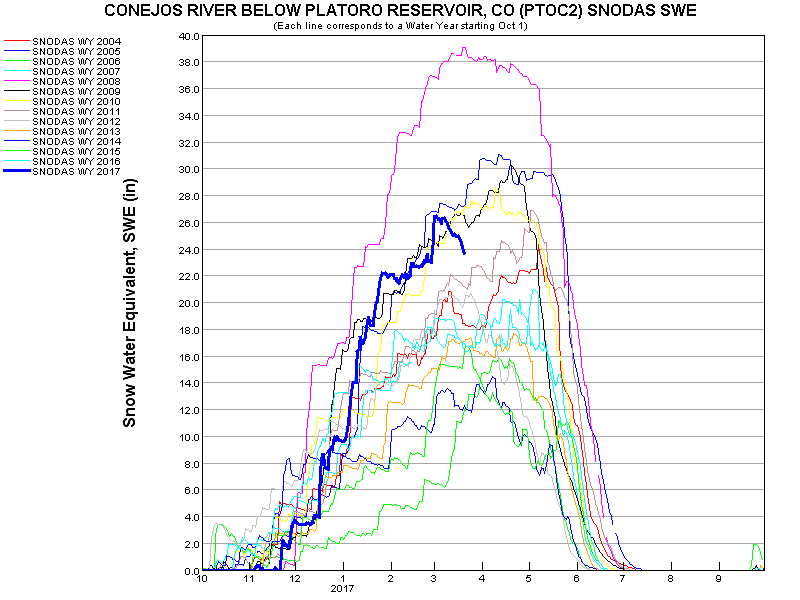 CONEJOS RIVER BELOW PLATORO RESERVOIR, CO (PTOC2) SNODAS SWE
(Each line corresponds to a Water Year starting Oct 1)
SNODAS WY 2004
SNODAS WY 2005
SNODAS WY 2006
SNODAS WY 2007
SNODAS WY 2008
SNODAS WY 2009
SNODAS WY 2010
SNODAS WY 2011
SNODAS WY 2012
SNODAS WY 2013
SNODAS WY 2014
SNODAS WY 2015
SNODAS WY 2016
SNODAS WY 2017
Snow Water Equivalent, SWE (in)
40.0
38.0
36.0
34.0
32.0
30.0
28.0
26.0
24.0
22.0
20.0
18.0
16.0
14.0
12.0
10.0
8.0
6.0
4.0
2.0
0.0
10 11 12 1 2 3 4 5 6 7 8 9
2017